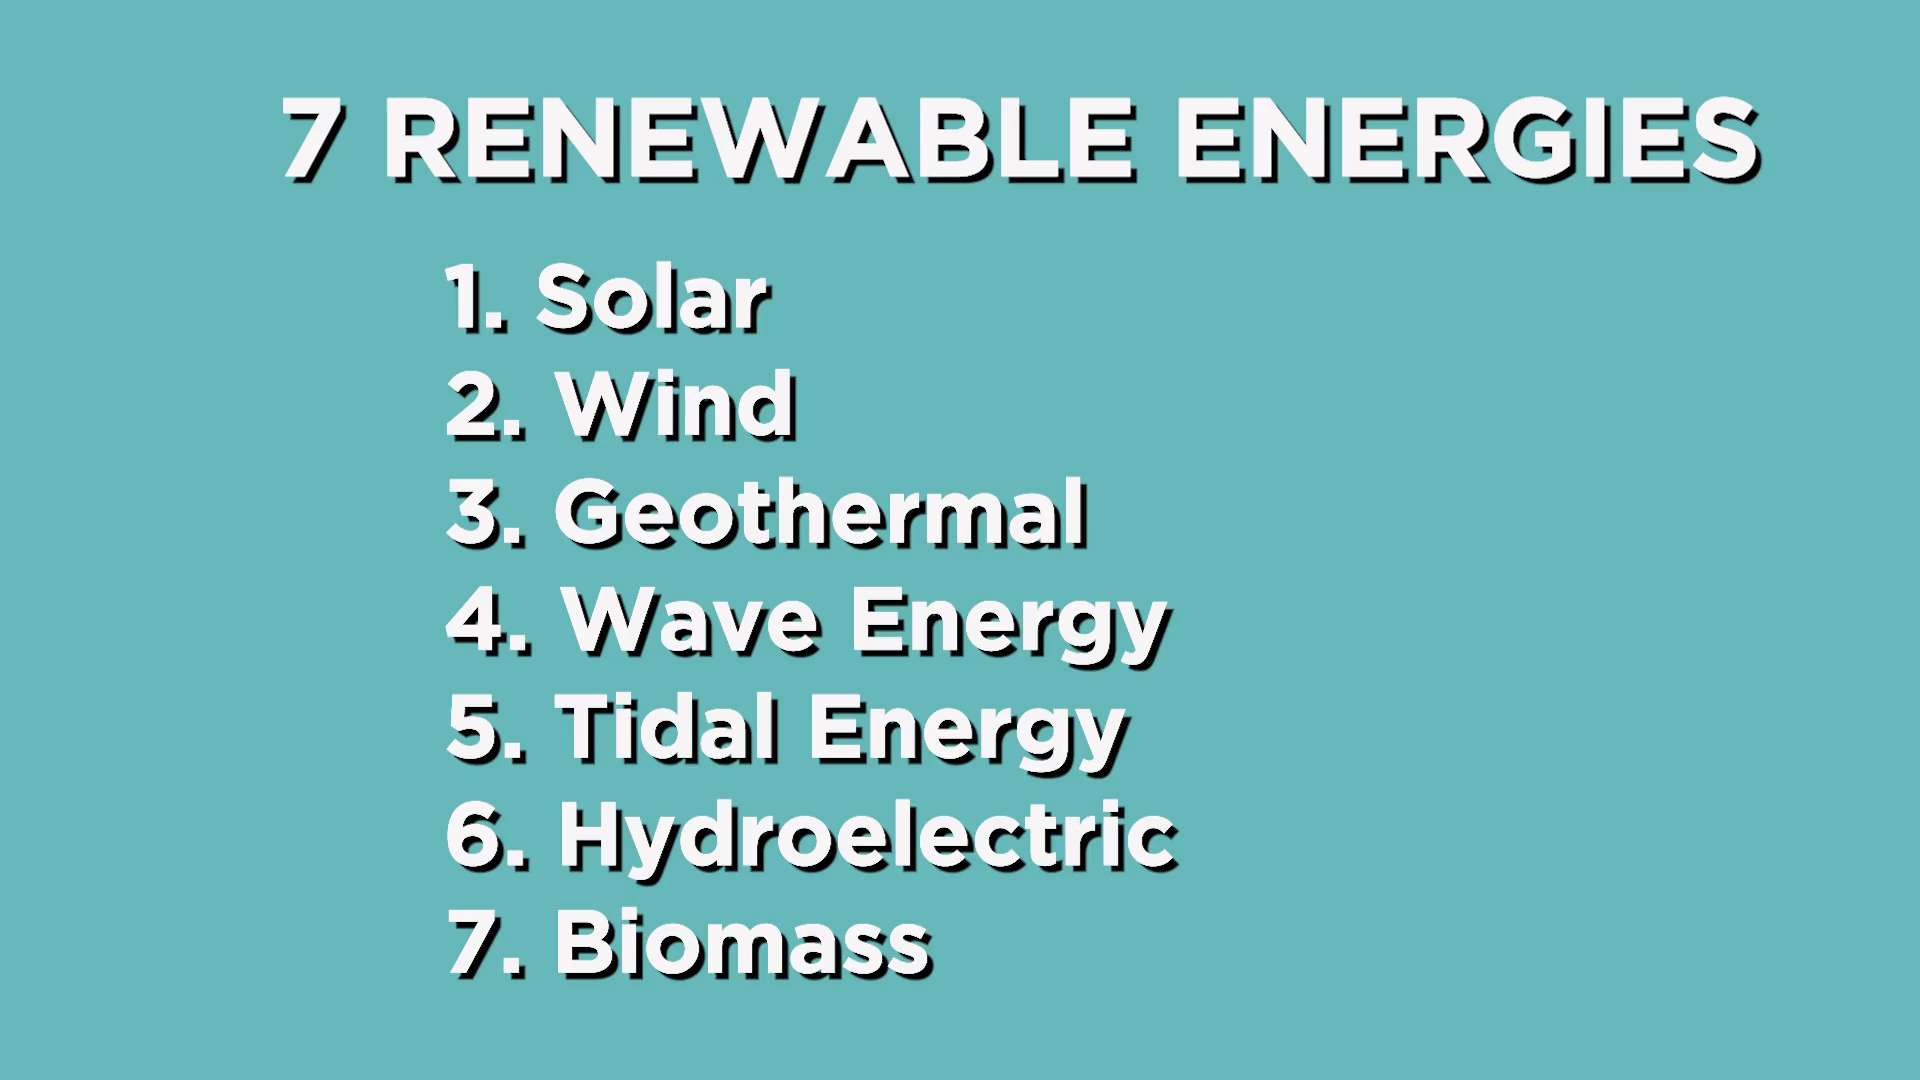 7 RENEWABLE ENERGIES
1. Solar
2. Wind
3. Geothermal
4. Wave Energy
5. Tidal Energy
6. Hydroelectric
7. Biomass